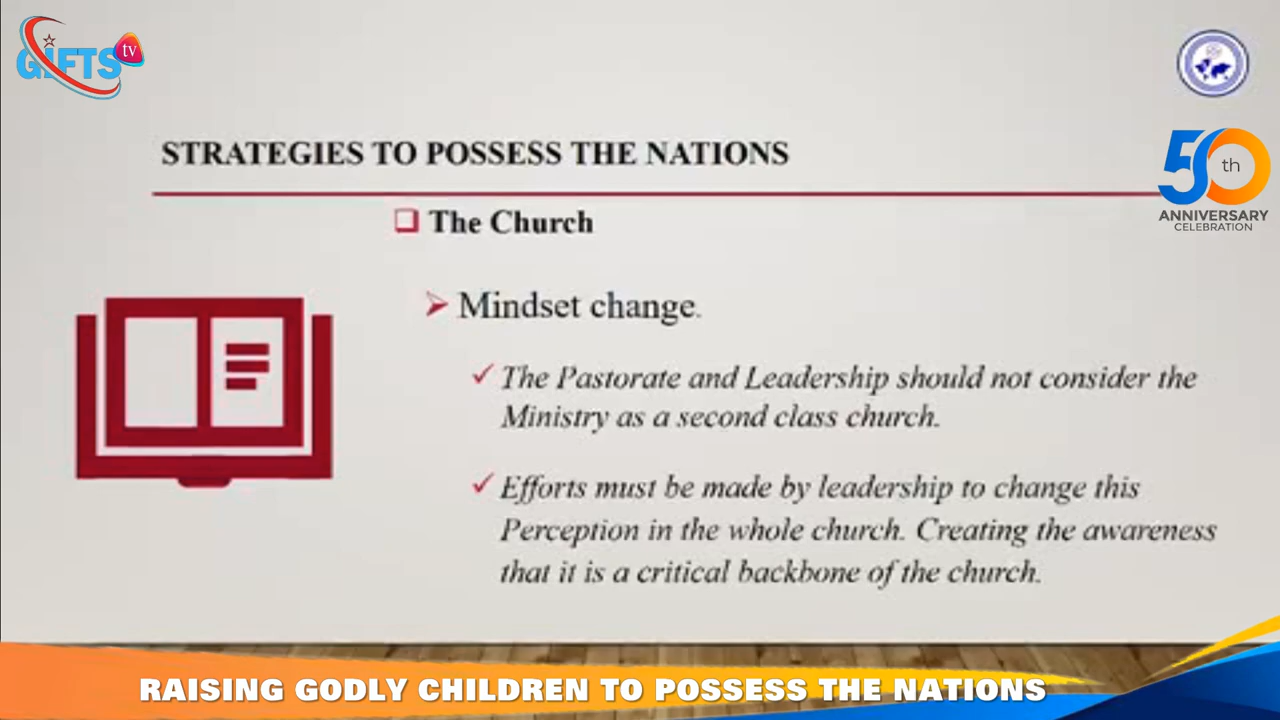 GIFTS tv
50 th
ANNIVERSARY
CELEBRATION
STRATEGIES TO POSSESS THE NATIONS
The Church
Mindset change.
The Pastorate and Leadership should not consider the
Ministry as a second class church.
Efforts must be made by leadership to change this
Perception in the whole church. Creating the awareness
that it is a critical backbone of the church.
RAISING GODLY CHILDREN TO POSSESS THE NATIONS